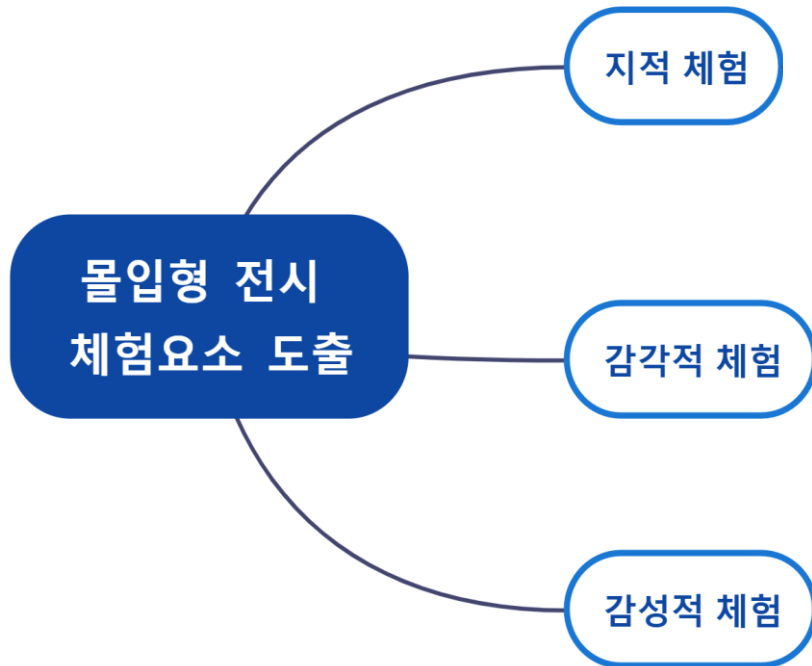 지적 체험
몰입형 전시
체험요소 도출
감각적 체험
감성적 체험